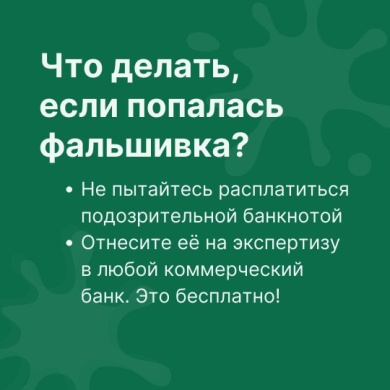 Что делать,
если попалась
фальшивка?
• Не пытайтесь расплатиться
подозрительной банкнотой
• Отнесите её на экспертизу
в любой коммерческий
банк. Это бесплатно!